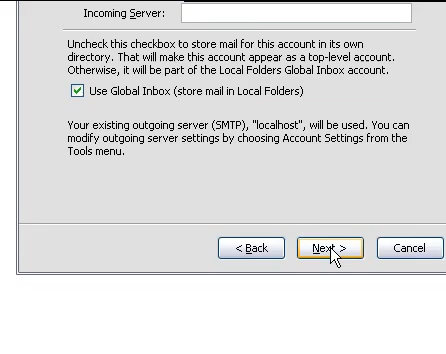 Incoming Server:
Uncheck this checkbox to store mail for this account in its own
directory. That will make this account appear as a top-level account.
Otherwise, it will be part of the Local Folders Global Inbox account.
Use Global Inbox (store mail in Local Folders)
Your existing outgoing server (SMTP), "localhost", will be used. You can
modify outgoing server settings by choosing Account Settings from the
Tools menu.
< Back Next > Cancel